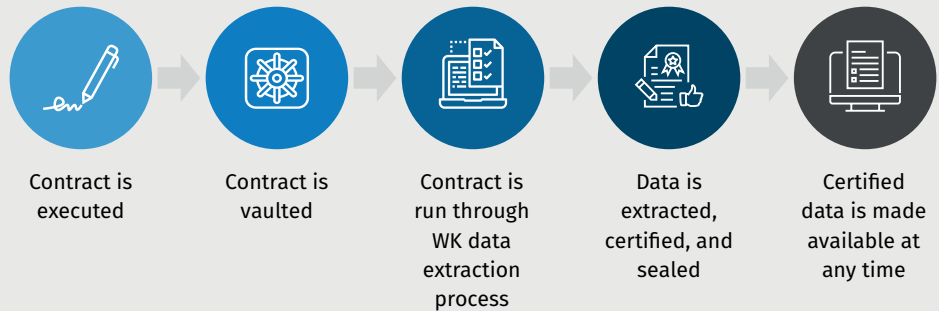 Contract is
executed
Contract is
vaulted
Contract is
run through
WK data
extraction
process
Data is
extracted,
certified, and
sealed
Certified
data is made
available at
any time